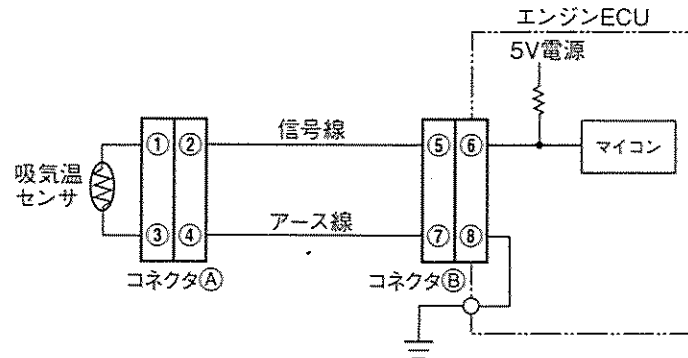 エンジンECU
5V電源
信号線
① ②
⑤ ⑥
マイコン
吸気温
センサ
アース線
③ ④
⑦ ⑧
コネクタⒶ
コネクタⒷ